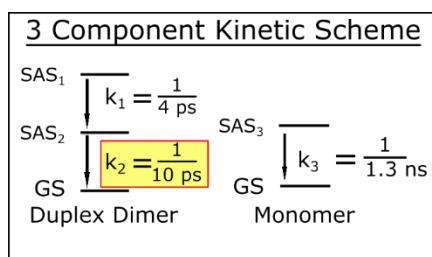 3 Component Kinetic Scheme
SAS₁
k₁ = 1/4 ps
SAS₂
k₂ = 1/10 ps
GS
Duplex Dimer
SAS₃
k₃ = 1/1.3 ns
GS
Monomer